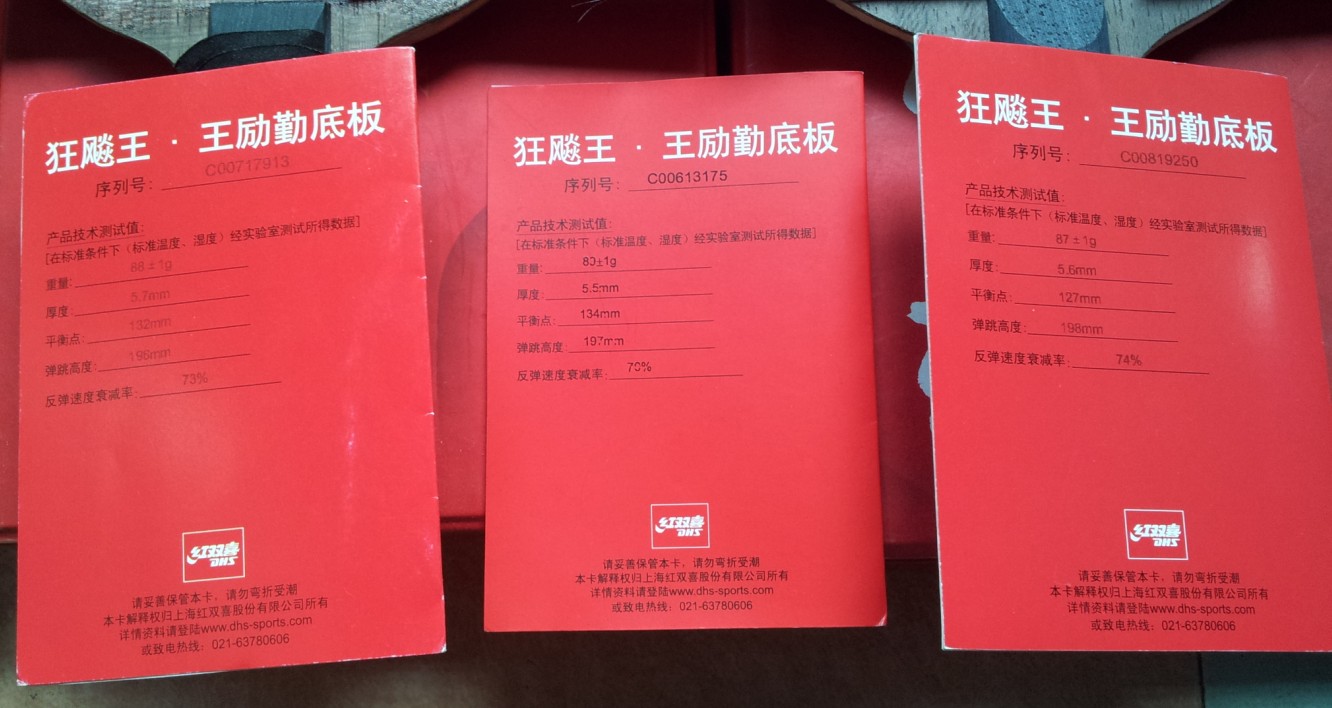 狂飚王 · 王励勤底板
序列号: C00717913
产品技术测试值:
[在标准条件下（标准温度、湿度）经实验室测试所得数据]
重量: 88±1g
厚度: 5.7mm
平衡点: 132mm
弹跳高度: 196mm
反弹速度衰减率: 73%
红双喜
DHS
请妥善保管本卡，请勿弯折受潮
本卡解释权归上海红双喜股份有限公司所有
详情资料请登陆www.dhs-sports.com
或致电热线：021-63780606
狂飚王 · 王励勤底板
序列号: C00613175
产品技术测试值:
[在标准条件下（标准温度、湿度）经实验室测试所得数据]
重量:
厚度: 5.5mm
平衡点: 134mm
弹跳高度: 197mm
反弹速度衰减率:
红双喜
DHS
请妥善保管本卡，请勿弯折受潮
本卡解释权归上海红双喜股份有限公司所有
详情资料请登陆www.dhs-sports.com
或致电热线：021-63780606
狂飚王 · 王励勤底板
序列号: C00819250
产品技术测试值:
[在标准条件下（标准温度、湿度）经实验室测试所得数据]
重量: 87±1g
厚度: 5.6mm
平衡点: 127mm
弹跳高度: 198mm
反弹速度衰减率: 74%
红双喜
DHS
请妥善保管本卡，请勿弯折受潮
本卡解释权归上海红双喜股份有限公司所有
详情资料请登陆www.dhs-sports.com
或致电热线：021-63780606